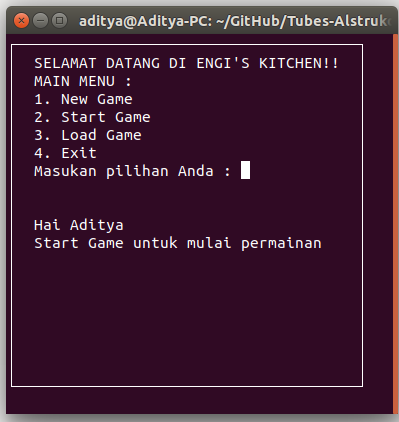 aditya@Aditya-PC: ~/GitHub/Tubes-Alstruk
SELAMAT DATANG DI ENGI'S KITCHEN!!
MAIN MENU :
1. New Game
2. Start Game
3. Load Game
4. Exit
Masukan pilihan Anda :
Hai Aditya
Start Game untuk mulai permainan